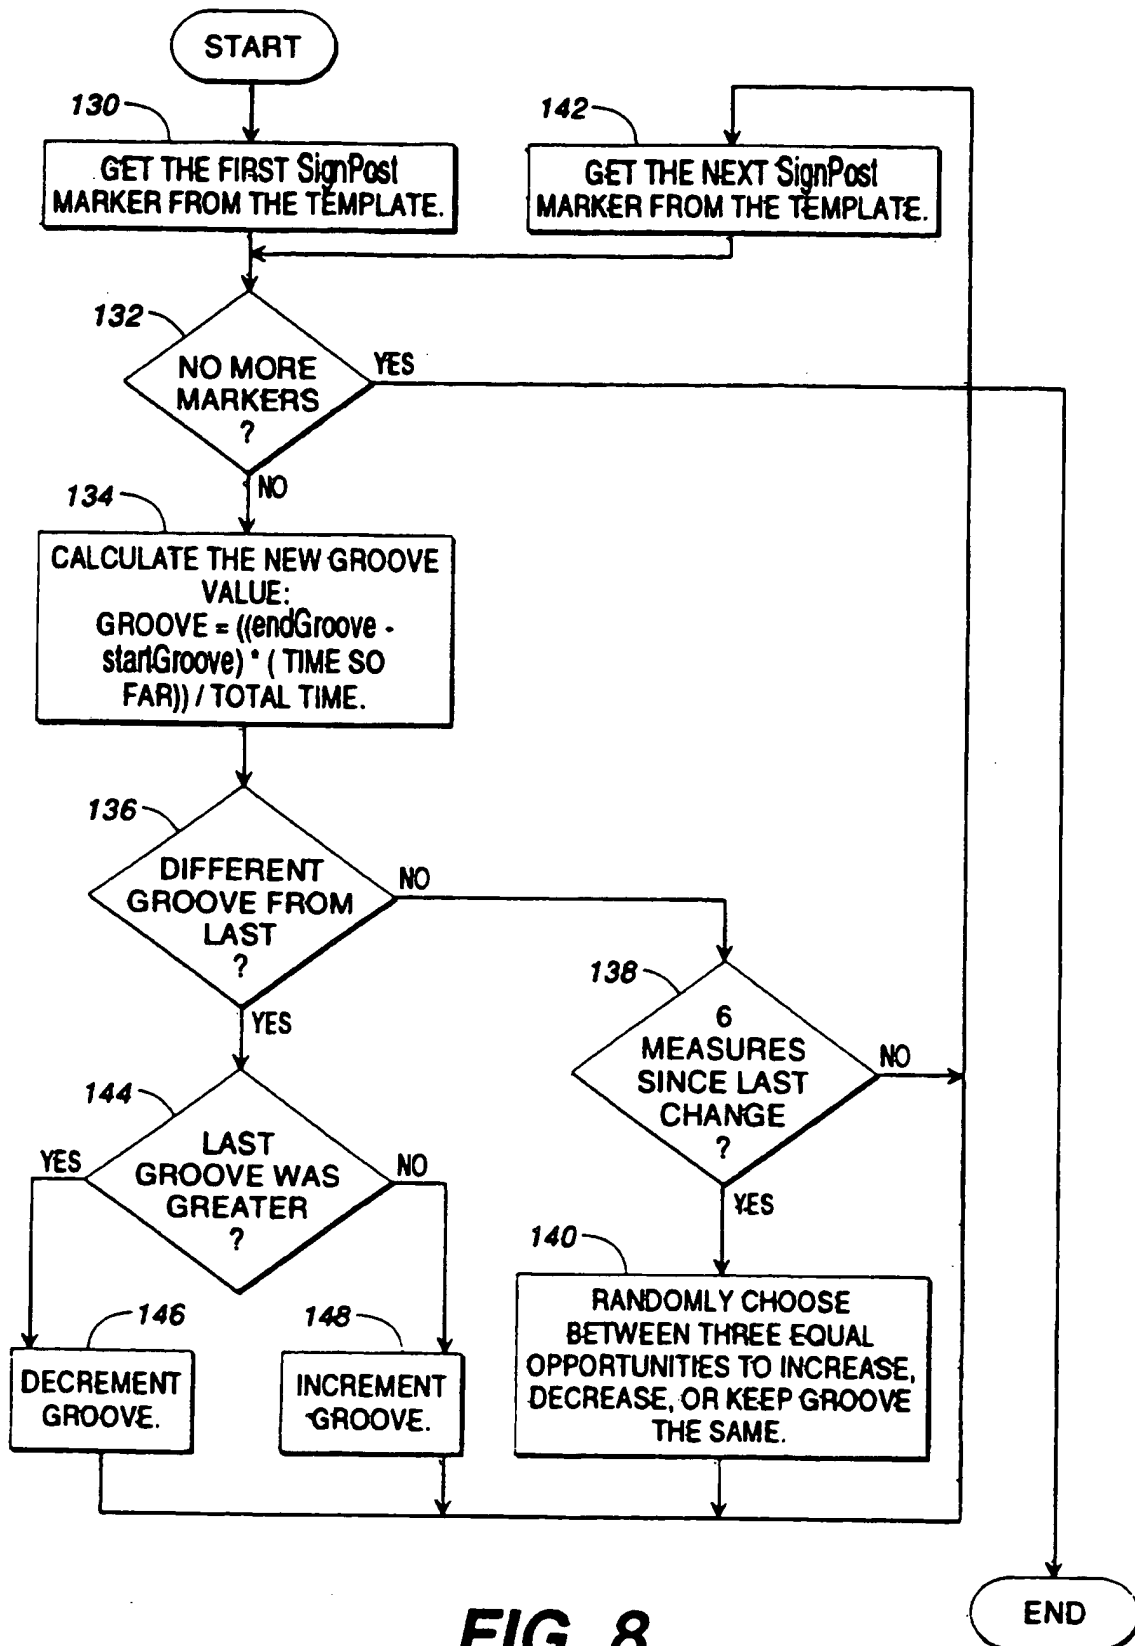 START
130
GET THE FIRST SignPost
MARKER FROM THE TEMPLATE.
142
GET THE NEXT SignPost
MARKER FROM THE TEMPLATE.
132
NO MORE
MARKERS
?
YES
NO
134
CALCULATE THE NEW GROOVE
VALUE:
GROOVE = ((endGroove -
startGroove) * ( TIME SO
FAR)) / TOTAL TIME.
136
DIFFERENT
GROOVE FROM
LAST
?
NO
YES
138
6
MEASURES
SINCE LAST
CHANGE
?
NO
YES
144
LAST
GROOVE WAS
GREATER
?
YES
NO
146
DECREMENT
GROOVE.
148
INCREMENT
GROOVE.
140
RANDOMLY CHOOSE
BETWEEN THREE EQUAL
OPPORTUNITIES TO INCREASE,
DECREASE, OR KEEP GROOVE
THE SAME.
END
FIG. 8